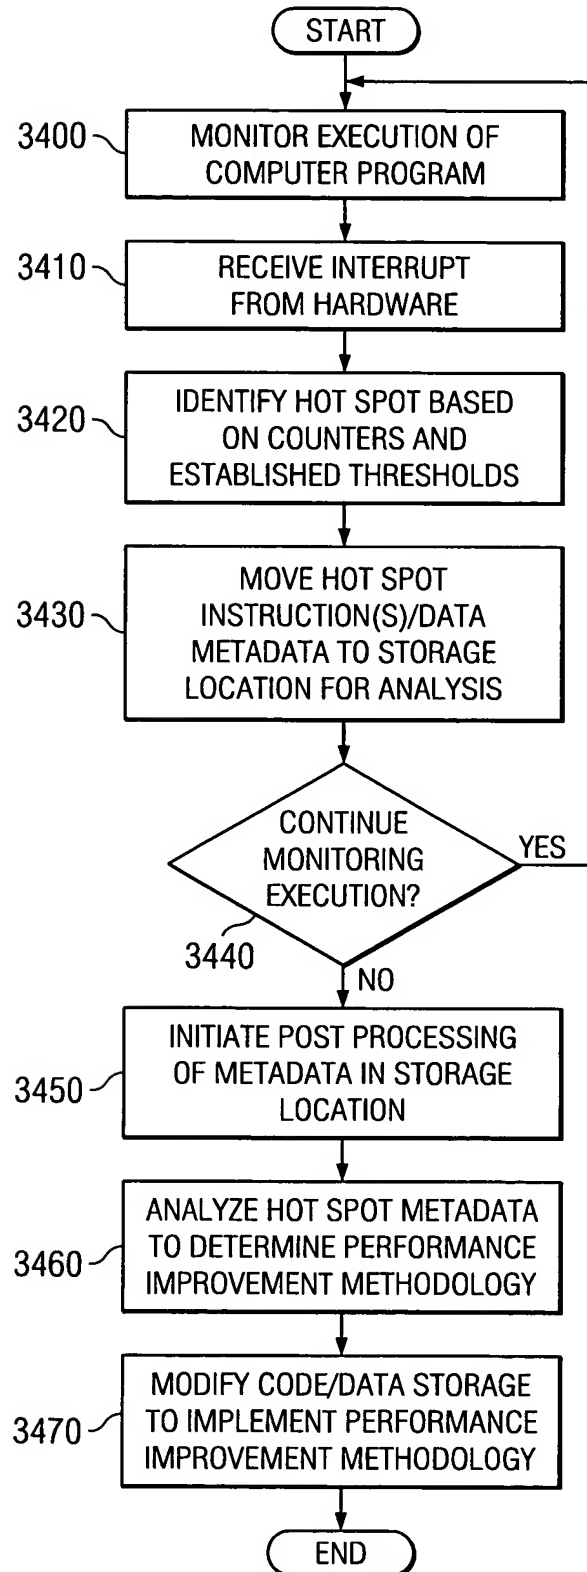 START
3400
MONITOR EXECUTION OF
COMPUTER PROGRAM
3410
RECEIVE INTERRUPT
FROM HARDWARE
3420
IDENTIFY HOT SPOT BASED
ON COUNTERS AND
ESTABLISHED THRESHOLDS
3430
MOVE HOT SPOT
INSTRUCTION(S)/DATA
METADATA TO STORAGE
LOCATION FOR ANALYSIS
CONTINUE
MONITORING
EXECUTION?
YES
3440
NO
3450
INITIATE POST PROCESSING
OF METADATA IN STORAGE
LOCATION
3460
ANALYZE HOT SPOT METADATA
TO DETERMINE PERFORMANCE
IMPROVEMENT METHODOLOGY
3470
MODIFY CODE/DATA STORAGE
TO IMPLEMENT PERFORMANCE
IMPROVEMENT METHODOLOGY
END